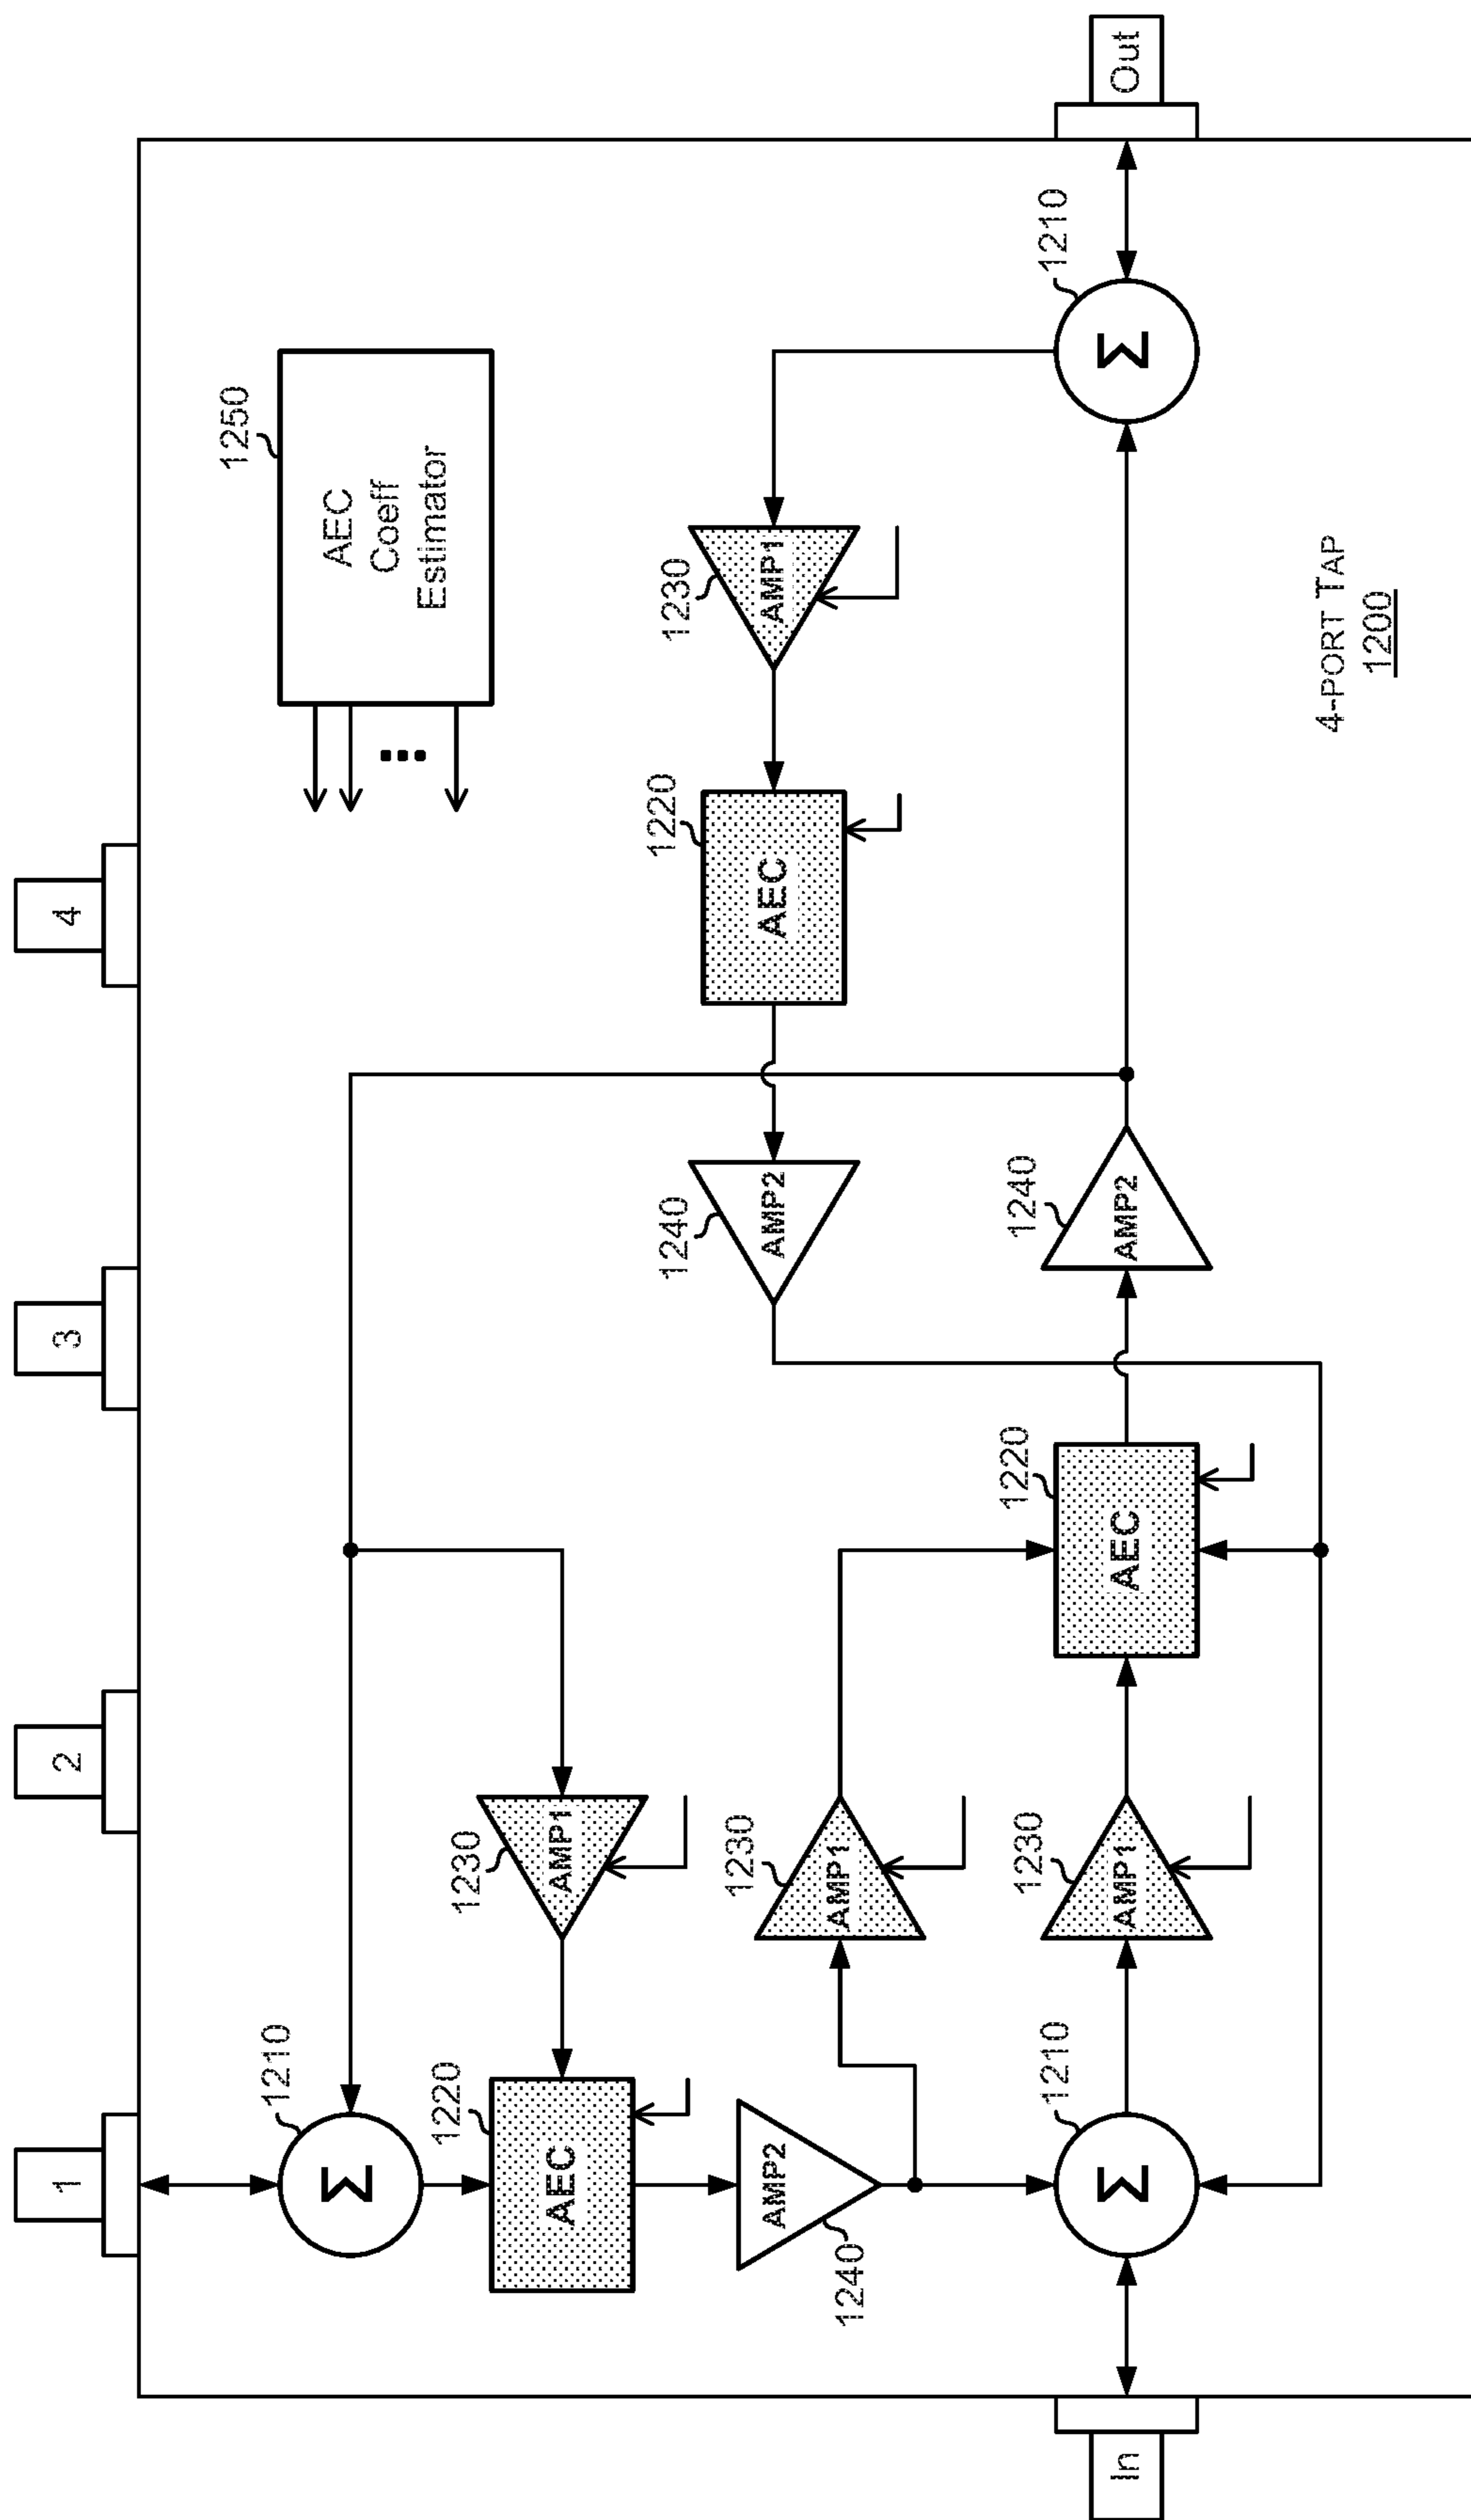 1
2
3
4
1250
AEC
Coeff
Estimator
1210
Σ
1220
AEC
1230
AMP1
1240
AMP2
1240
AMP2
1220
AEC
1230
AMP1
1230
AMP1
In
1210
Σ
1230
AMP1
1220
AEC
1240
AMP2
1210
Σ
Out
4-PORT TAP
1200